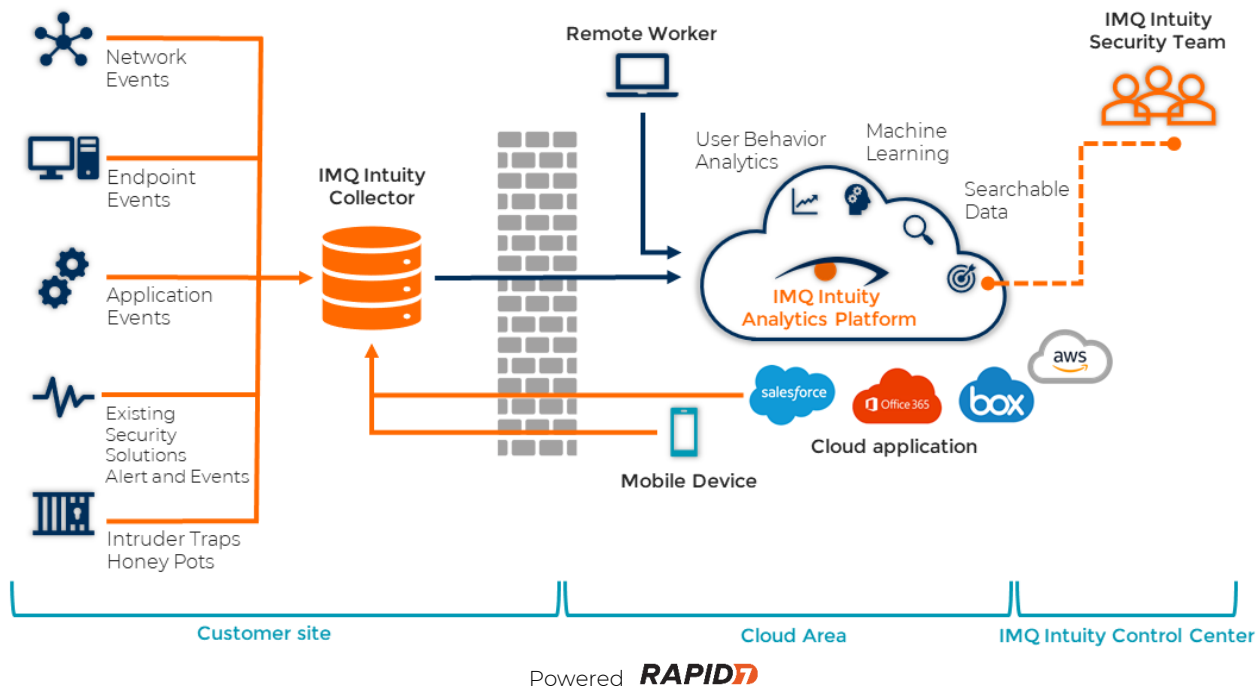 Network
Events
Endpoint
Events
Application
Events
Existing
Security
Solutions
Alert and Events
Intruder Traps
Honey Pots
IMQ Intuity
Collector
Remote Worker
User Behavior
Analytics
Machine
Learning
Searchable
Data
IMQ Intuity
Analytics Platform
IMQ Intuity
Security Team
salesforce
Office 365
box
aws
Cloud application
Mobile Device
Customer site
Cloud Area
IMQ Intuity Control Center
Powered RAPID7